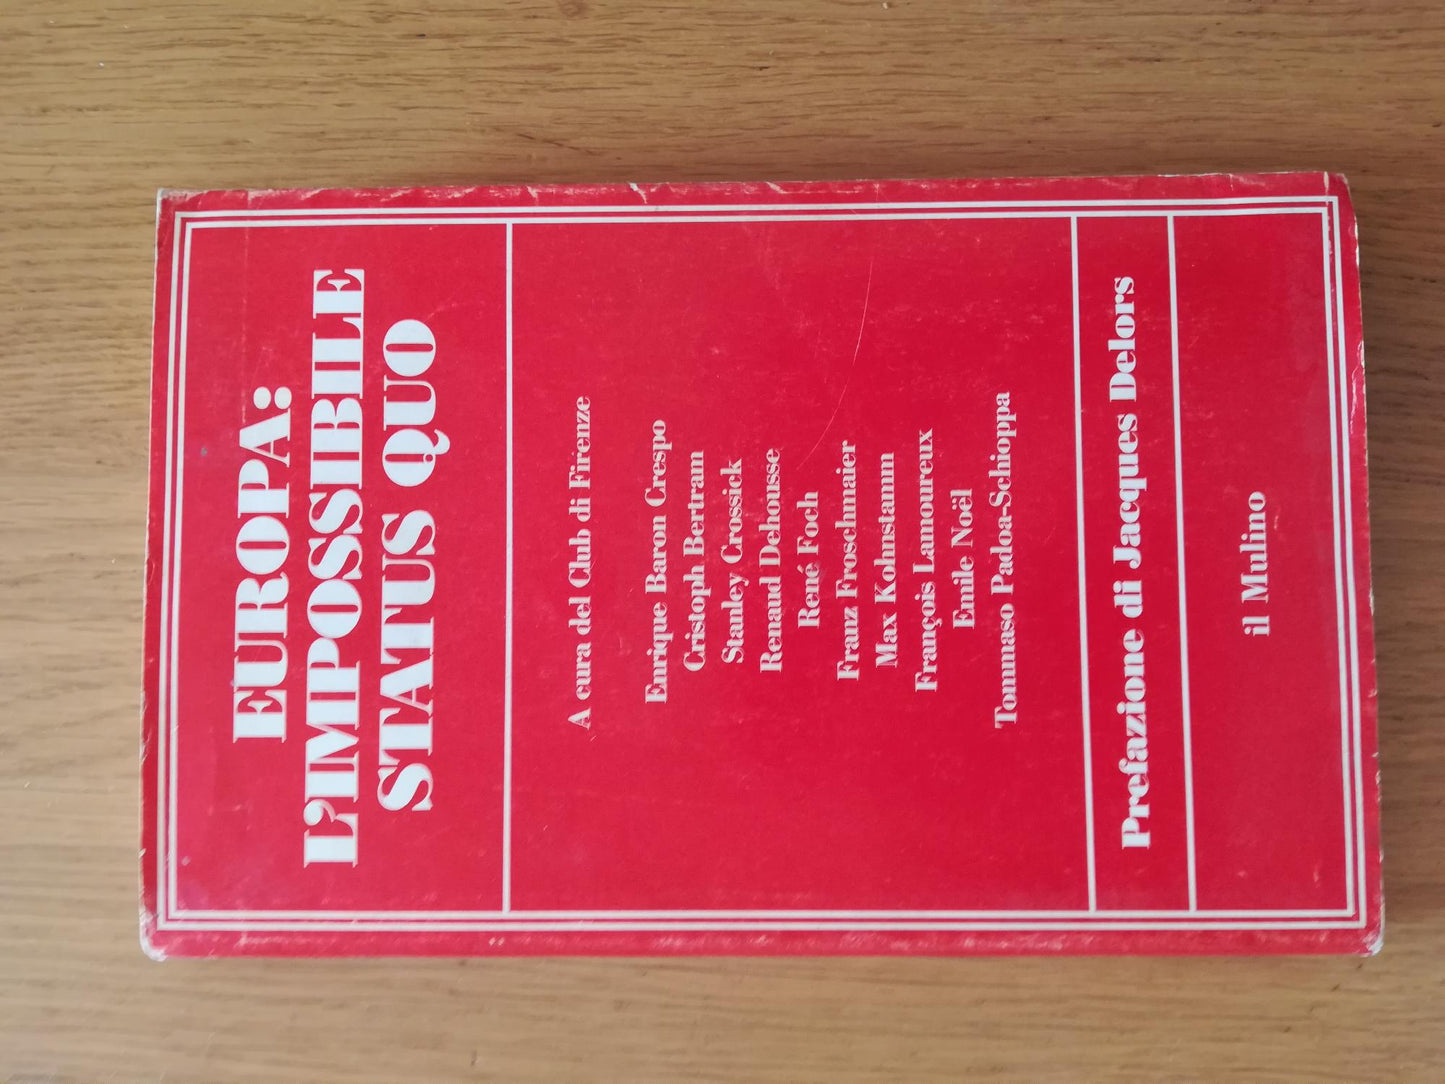 EUROPA:
L'IMPOSSIBILE
STATUS QUO
A cura del Club di Firenze
Enrique Baron Crespo
Cristoph Bertram
Stanley Crossick
Renaud Dehousse
René Foch
Franz Froschmaier
Max Kohnstamm
François Lamoureux
Emile Noël
Tommaso Padoa-Schioppa
Prefazione di Jacques Delors
il Mulino